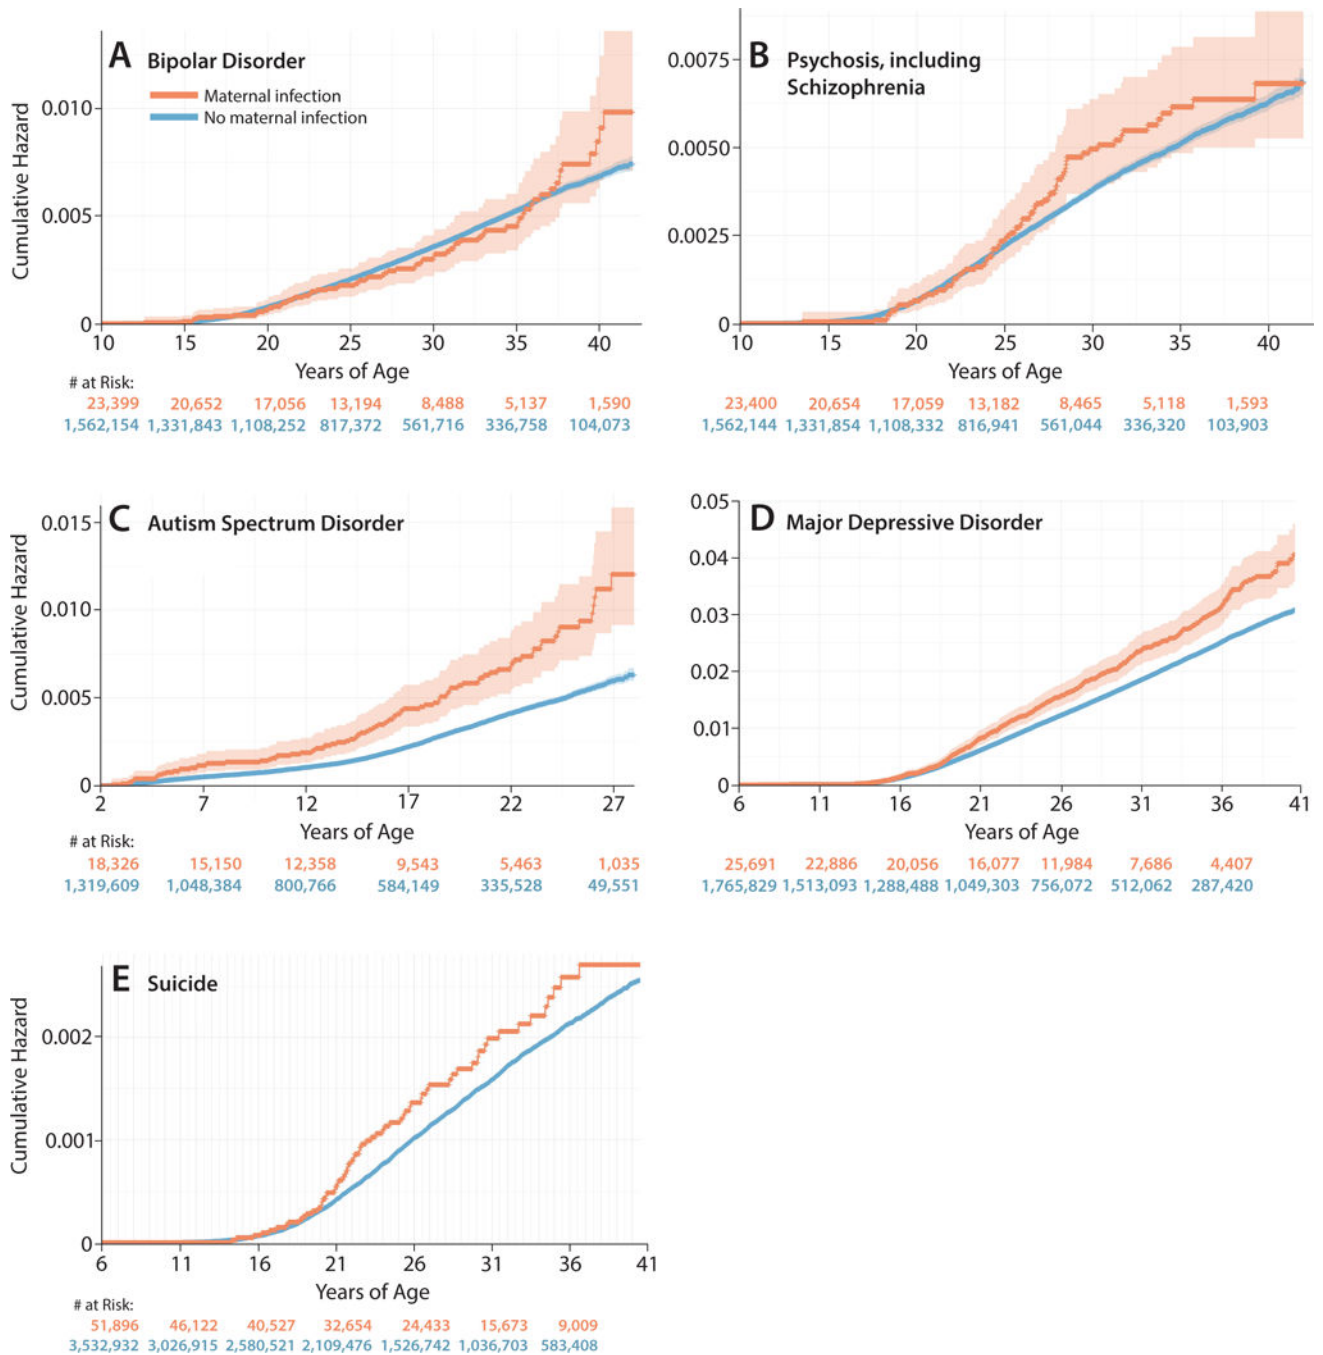 A Bipolar Disorder
Maternal infection
No maternal infection
Cumulative Hazard
0.010
0.005
0
10 15 20 25 30 35 40
Years of Age
# at Risk:
23,399 20,652 17,056 13,194 8,488 5,137 1,590
1,562,154 1,331,843 1,108,252 817,372 561,716 336,758 104,073
B Psychosis, including
Schizophrenia
0.0075
0.0050
0.0025
0
10 15 20 25 30 35 40
Years of Age
23,400 20,654 17,059 13,182 8,465 5,118 1,593
1,562,144 1,331,854 1,108,332 816,941 561,044 336,320 103,903
C Autism Spectrum Disorder
Cumulative Hazard
0.015
0.010
0.005
0
2 7 12 17 22 27
Years of Age
# at Risk:
18,326 15,150 12,358 9,543 5,463 1,035
1,319,609 1,048,384 800,766 584,149 335,528 49,551
D Major Depressive Disorder
0.05
0.04
0.03
0.02
0.01
0
6 11 16 21 26 31 36 41
Years of Age
25,691 22,886 20,056 16,077 11,984 7,686 4,407
1,765,829 1,513,093 1,288,488 1,049,303 756,072 512,062 287,420
E Suicide
Cumulative Hazard
0.002
0.001
0
6 11 16 21 26 31 36 41
Years of Age
# at Risk:
51,896 46,122 40,527 32,654 24,433 15,673 9,009
3,532,932 3,026,915 2,580,521 2,109,476 1,526,742 1,036,703 583,408